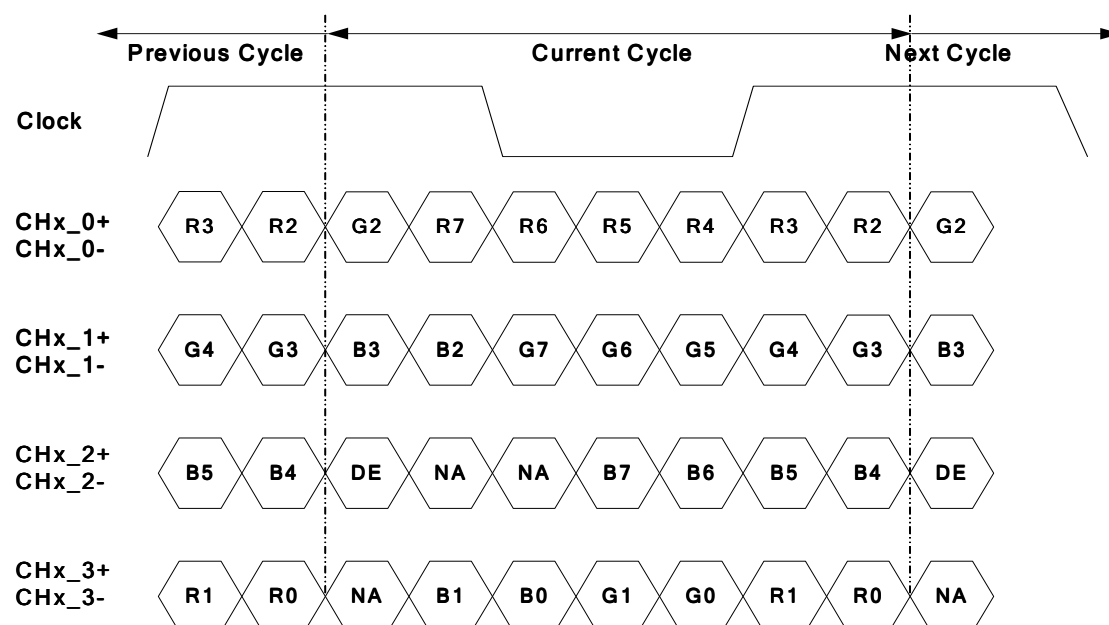 Previous Cycle Current Cycle Next Cycle
Clock
CHx_0+
CHx_0-
R3 R2 G2 R7 R6 R5 R4 R3 R2 G2
CHx_1+
CHx_1-
G4 G3 B3 B2 G7 G6 G5 G4 G3 B3
CHx_2+
CHx_2-
B5 B4 DE NA NA B7 B6 B5 B4 DE
CHx_3+
CHx_3-
R1 R0 NA B1 B0 G1 G0 R1 R0 NA